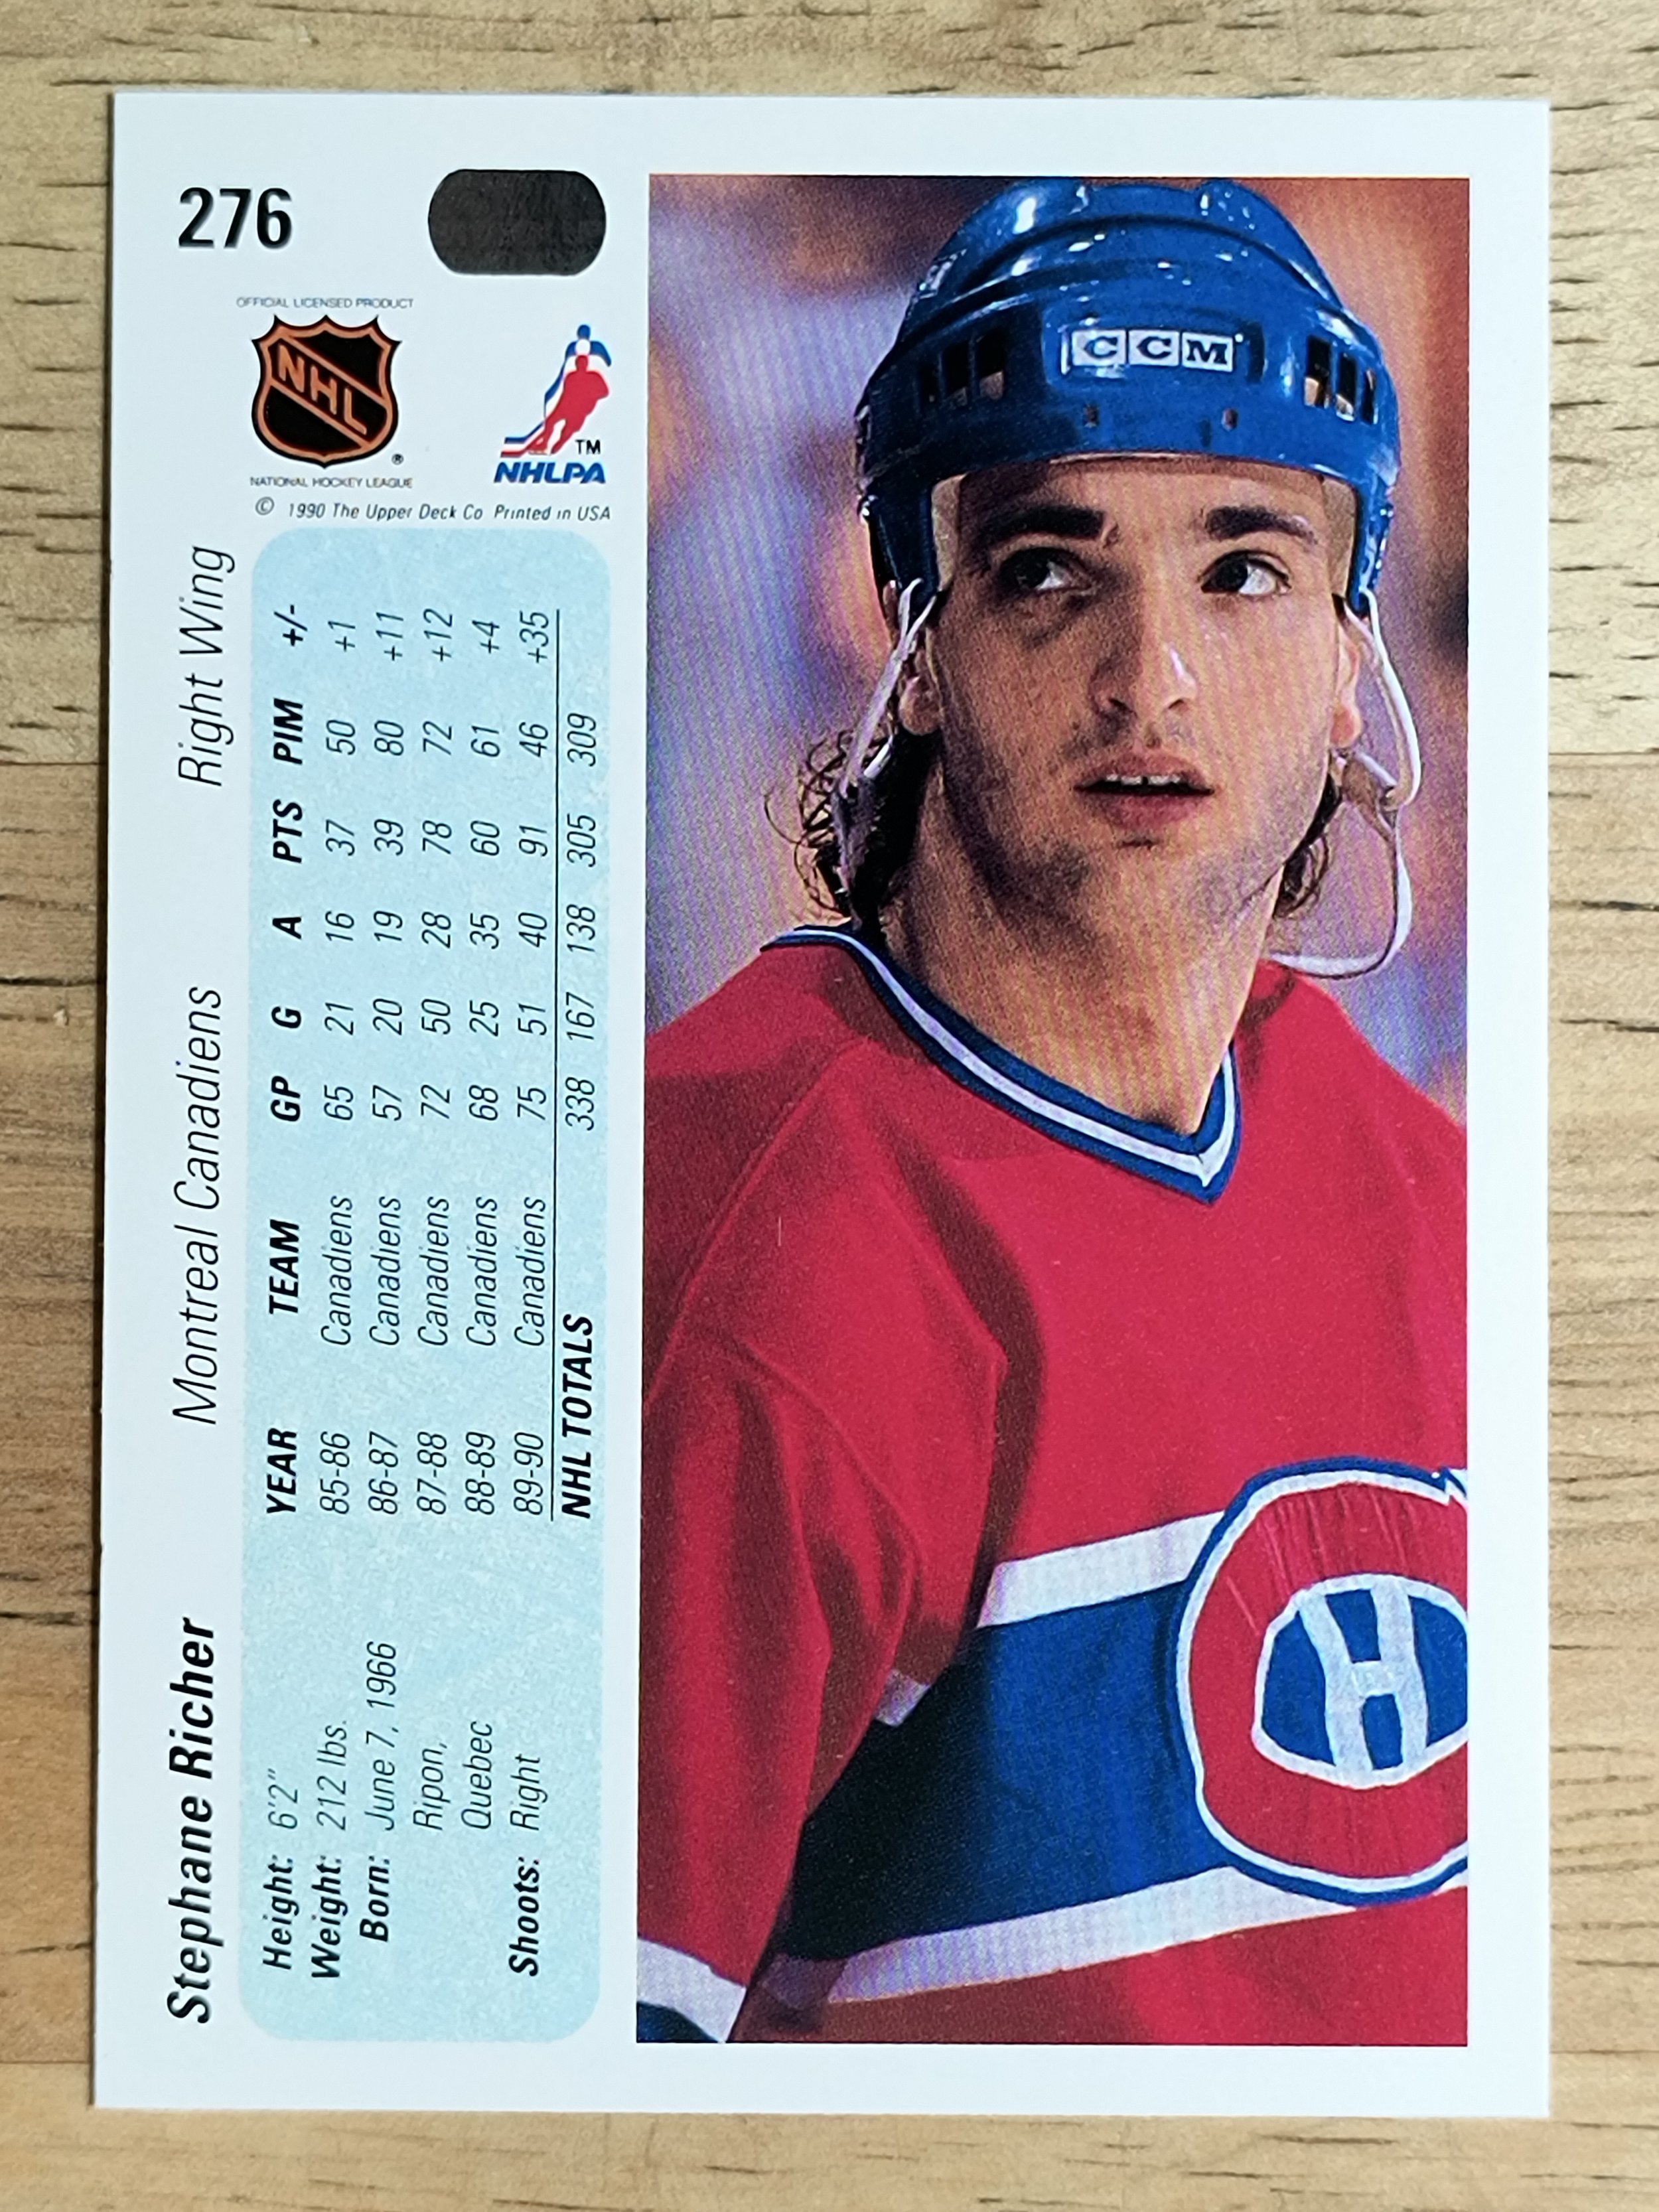 276
OFFICIAL LICENSED PRODUCT
NHL
®
NATIONAL HOCKEY LEAGUE
TM
NHLPA
© 1990 The Upper Deck Co Printed in USA
Stephane Richer Montreal Canadiens Right Wing
Height: 6'2"
Weight: 212 lbs.
Born: June 7, 1966
Ripon,
Quebec
Shoots: Right
YEAR TEAM GP G A PTS PIM +/-
85-86 Canadiens 65 21 16 37 50 +1
86-87 Canadiens 57 20 19 39 80 +11
87-88 Canadiens 72 50 28 78 72 +12
88-89 Canadiens 68 25 35 60 61 +4
89-90 Canadiens 75 51 40 91 46 +35
NHL TOTALS 338 167 138 305 309
CCM
H